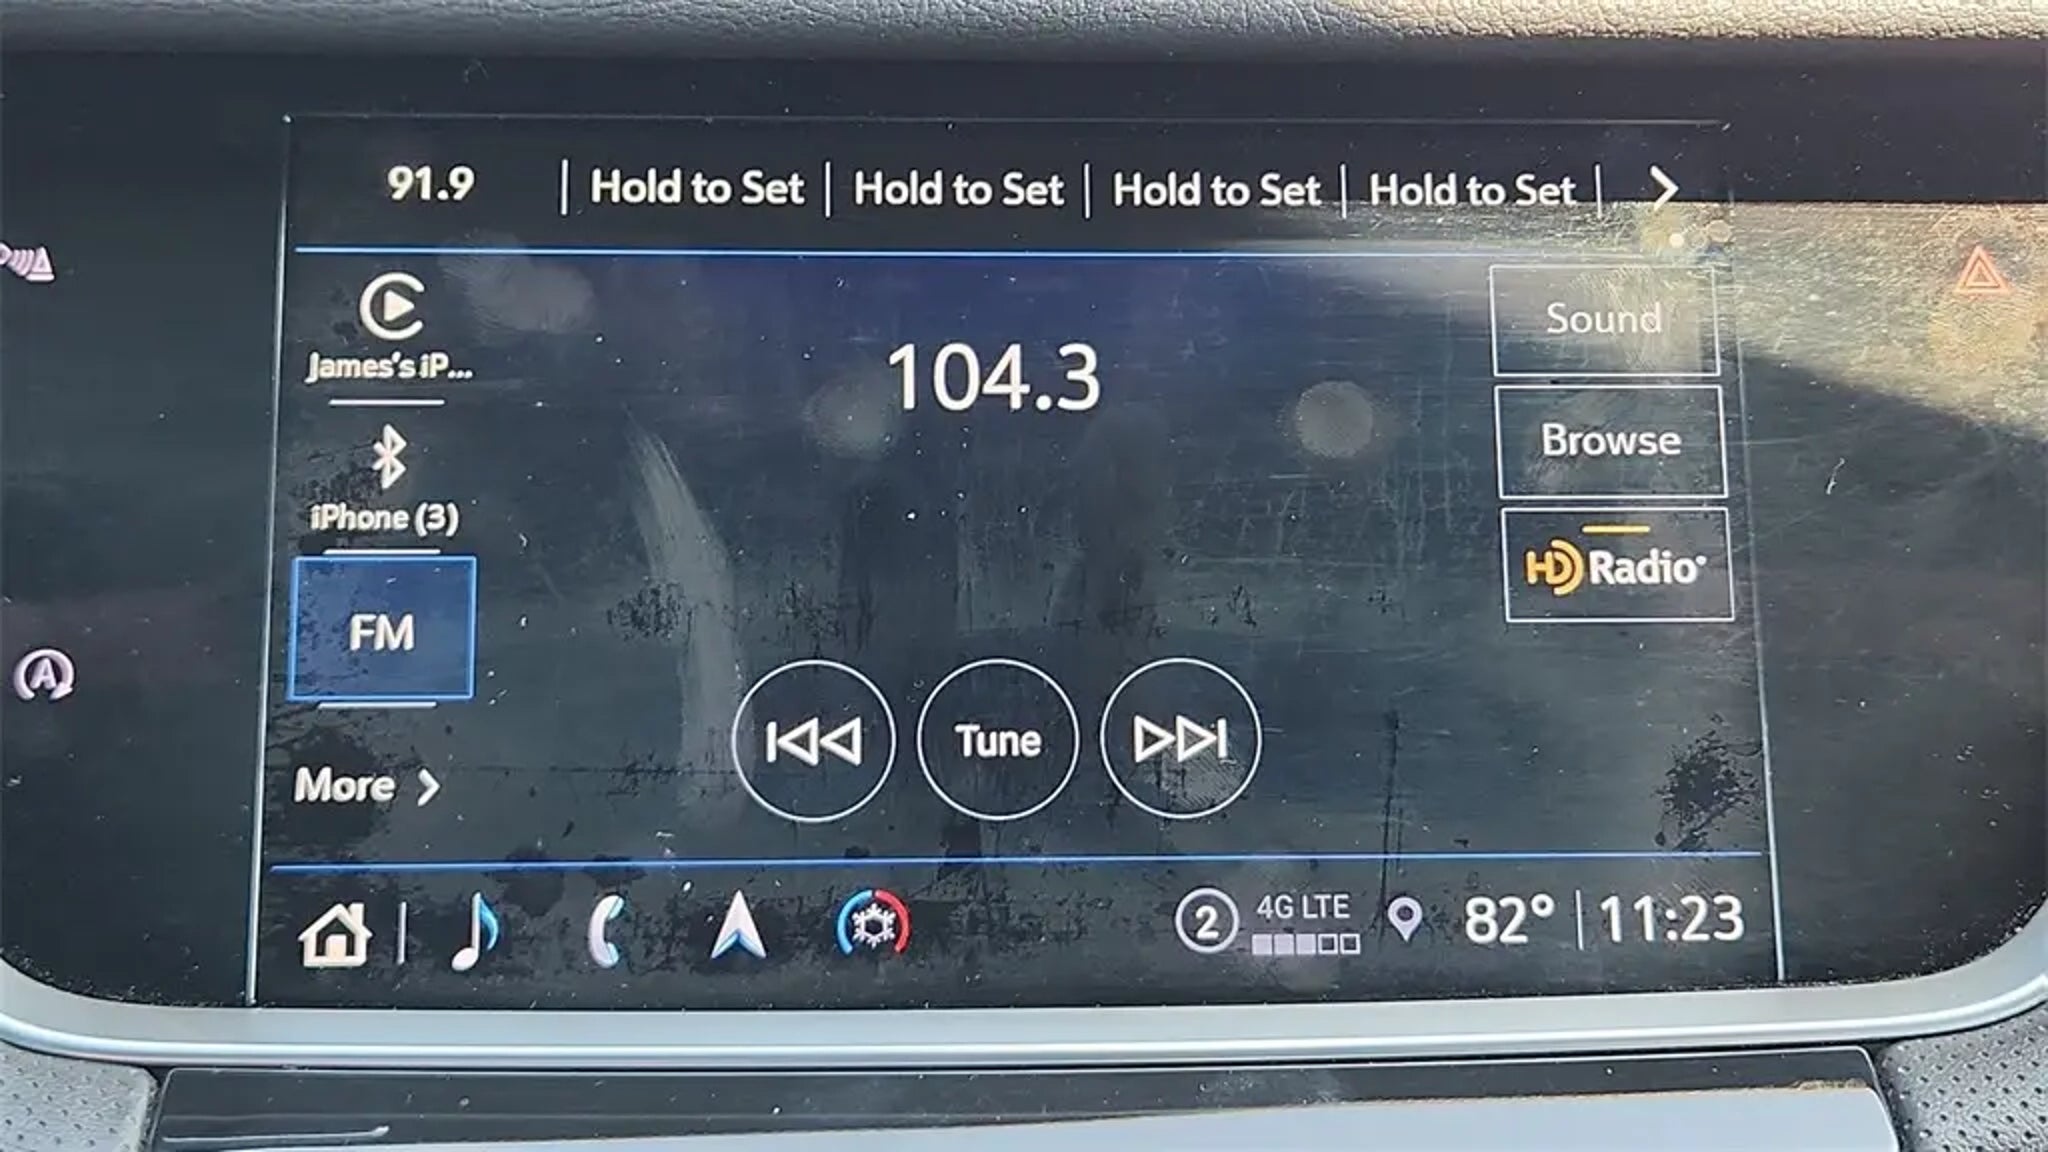 91.9 | Hold to Set | Hold to Set | Hold to Set | Hold to Set |
James's iP...
iPhone (3)
FM
More
104.3
Tune
Sound
Browse
HD Radio
2 4G LTE 82° | 11:23
A